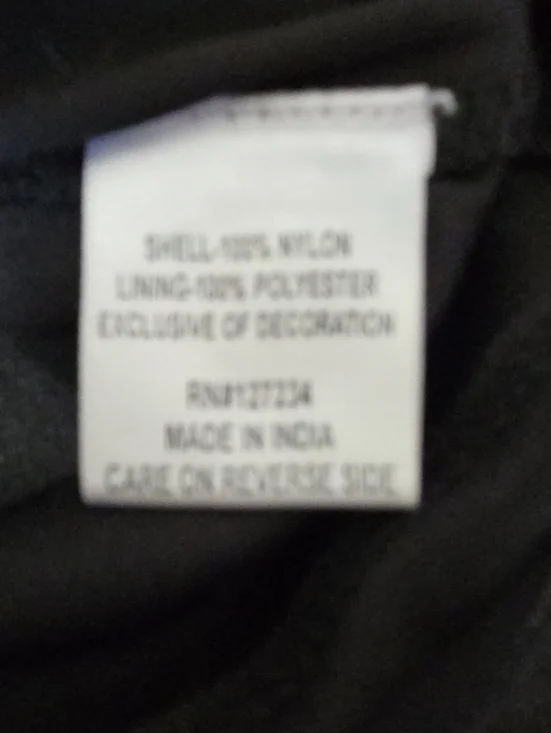 SHELL-100% NYLON
LINING-100% POLYESTER
EXCLUSIVE OF DECORATION
RN#127234
MADE IN INDIA
CARE ON REVERSE SIDE